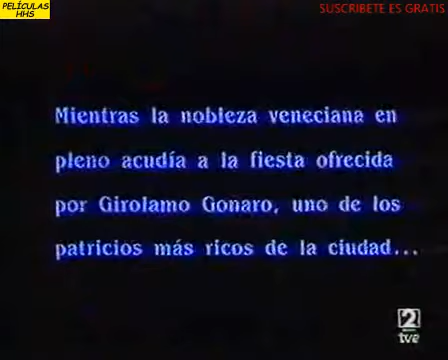 PELÍCULAS
HHS
SUSCRIBETE ES GRATIS
Mientras la nobleza veneciana en
pleno acudía a la fiesta ofrecida
por Girolamo Gonaro, uno de los
patricios más ricos de la ciudad...
2
tve